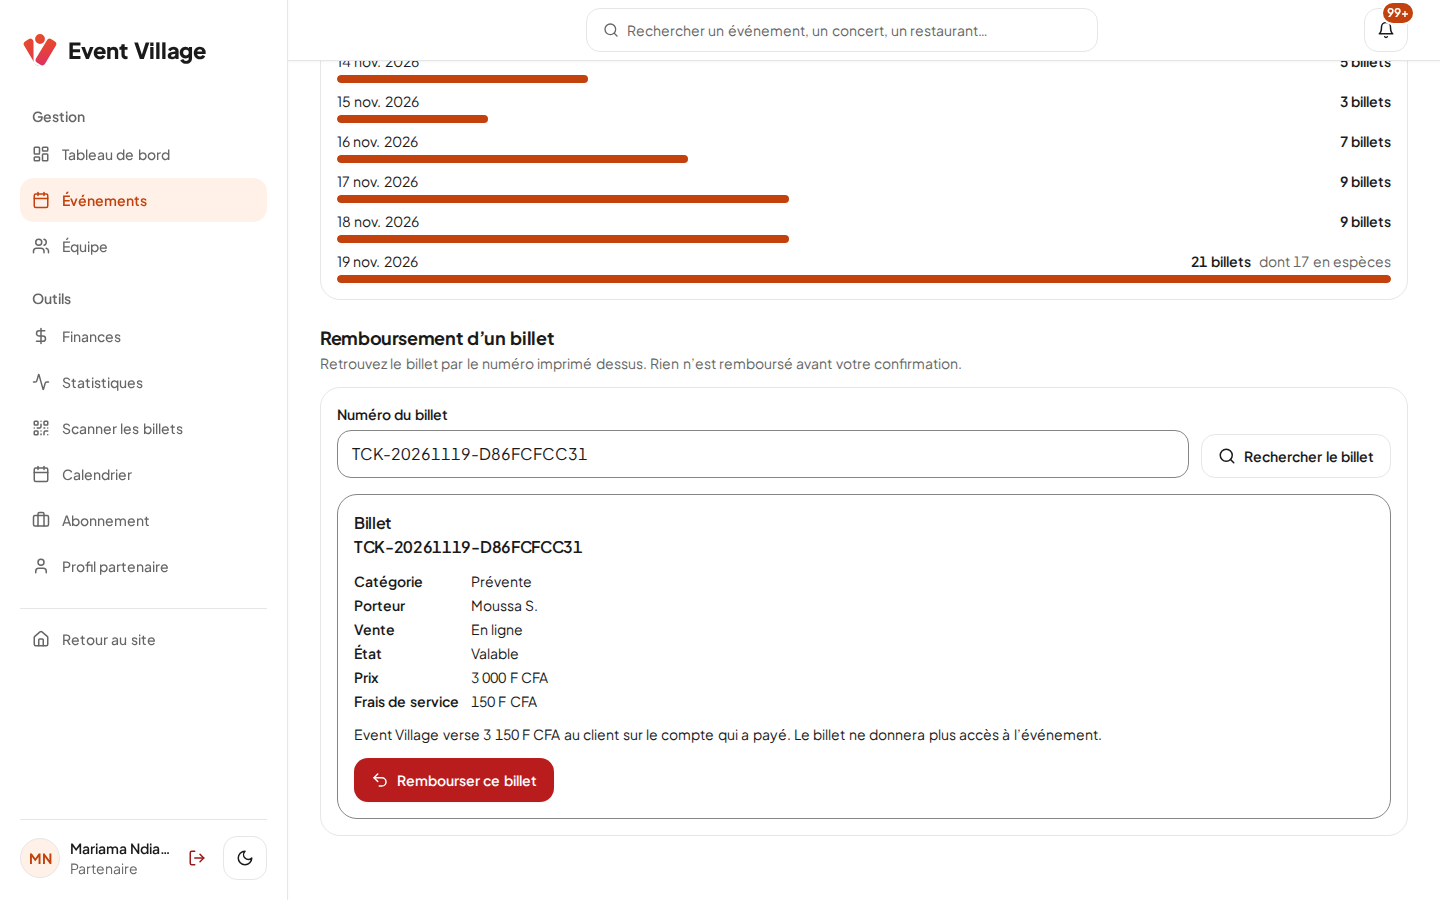 Event Village
Rechercher un événement, un concert, un restaurant...
99+
Gestion
Tableau de bord
Événements
Équipe
Outils
Finances
Statistiques
Scanner les billets
Calendrier
Abonnement
Profil partenaire
Retour au site
MN
Mariama Ndia...
Partenaire
14 nov. 2026 5 billets
15 nov. 2026 3 billets
16 nov. 2026 7 billets
17 nov. 2026 9 billets
18 nov. 2026 9 billets
19 nov. 2026 21 billets dont 17 en espèces
Remboursement d’un billet
Retrouvez le billet par le numéro imprimé dessus. Rien n’est remboursé avant votre confirmation.
Numéro du billet
TCK-20261119-D86FCFCC31 Rechercher le billet
Billet
TCK-20261119-D86FCFCC31
Catégorie Prévente
Porteur Moussa S.
Vente En ligne
État Valable
Prix 3 000 F CFA
Frais de service 150 F CFA
Event Village verse 3 150 F CFA au client sur le compte qui a payé. Le billet ne donnera plus accès à l’événement.
Rembourser ce billet